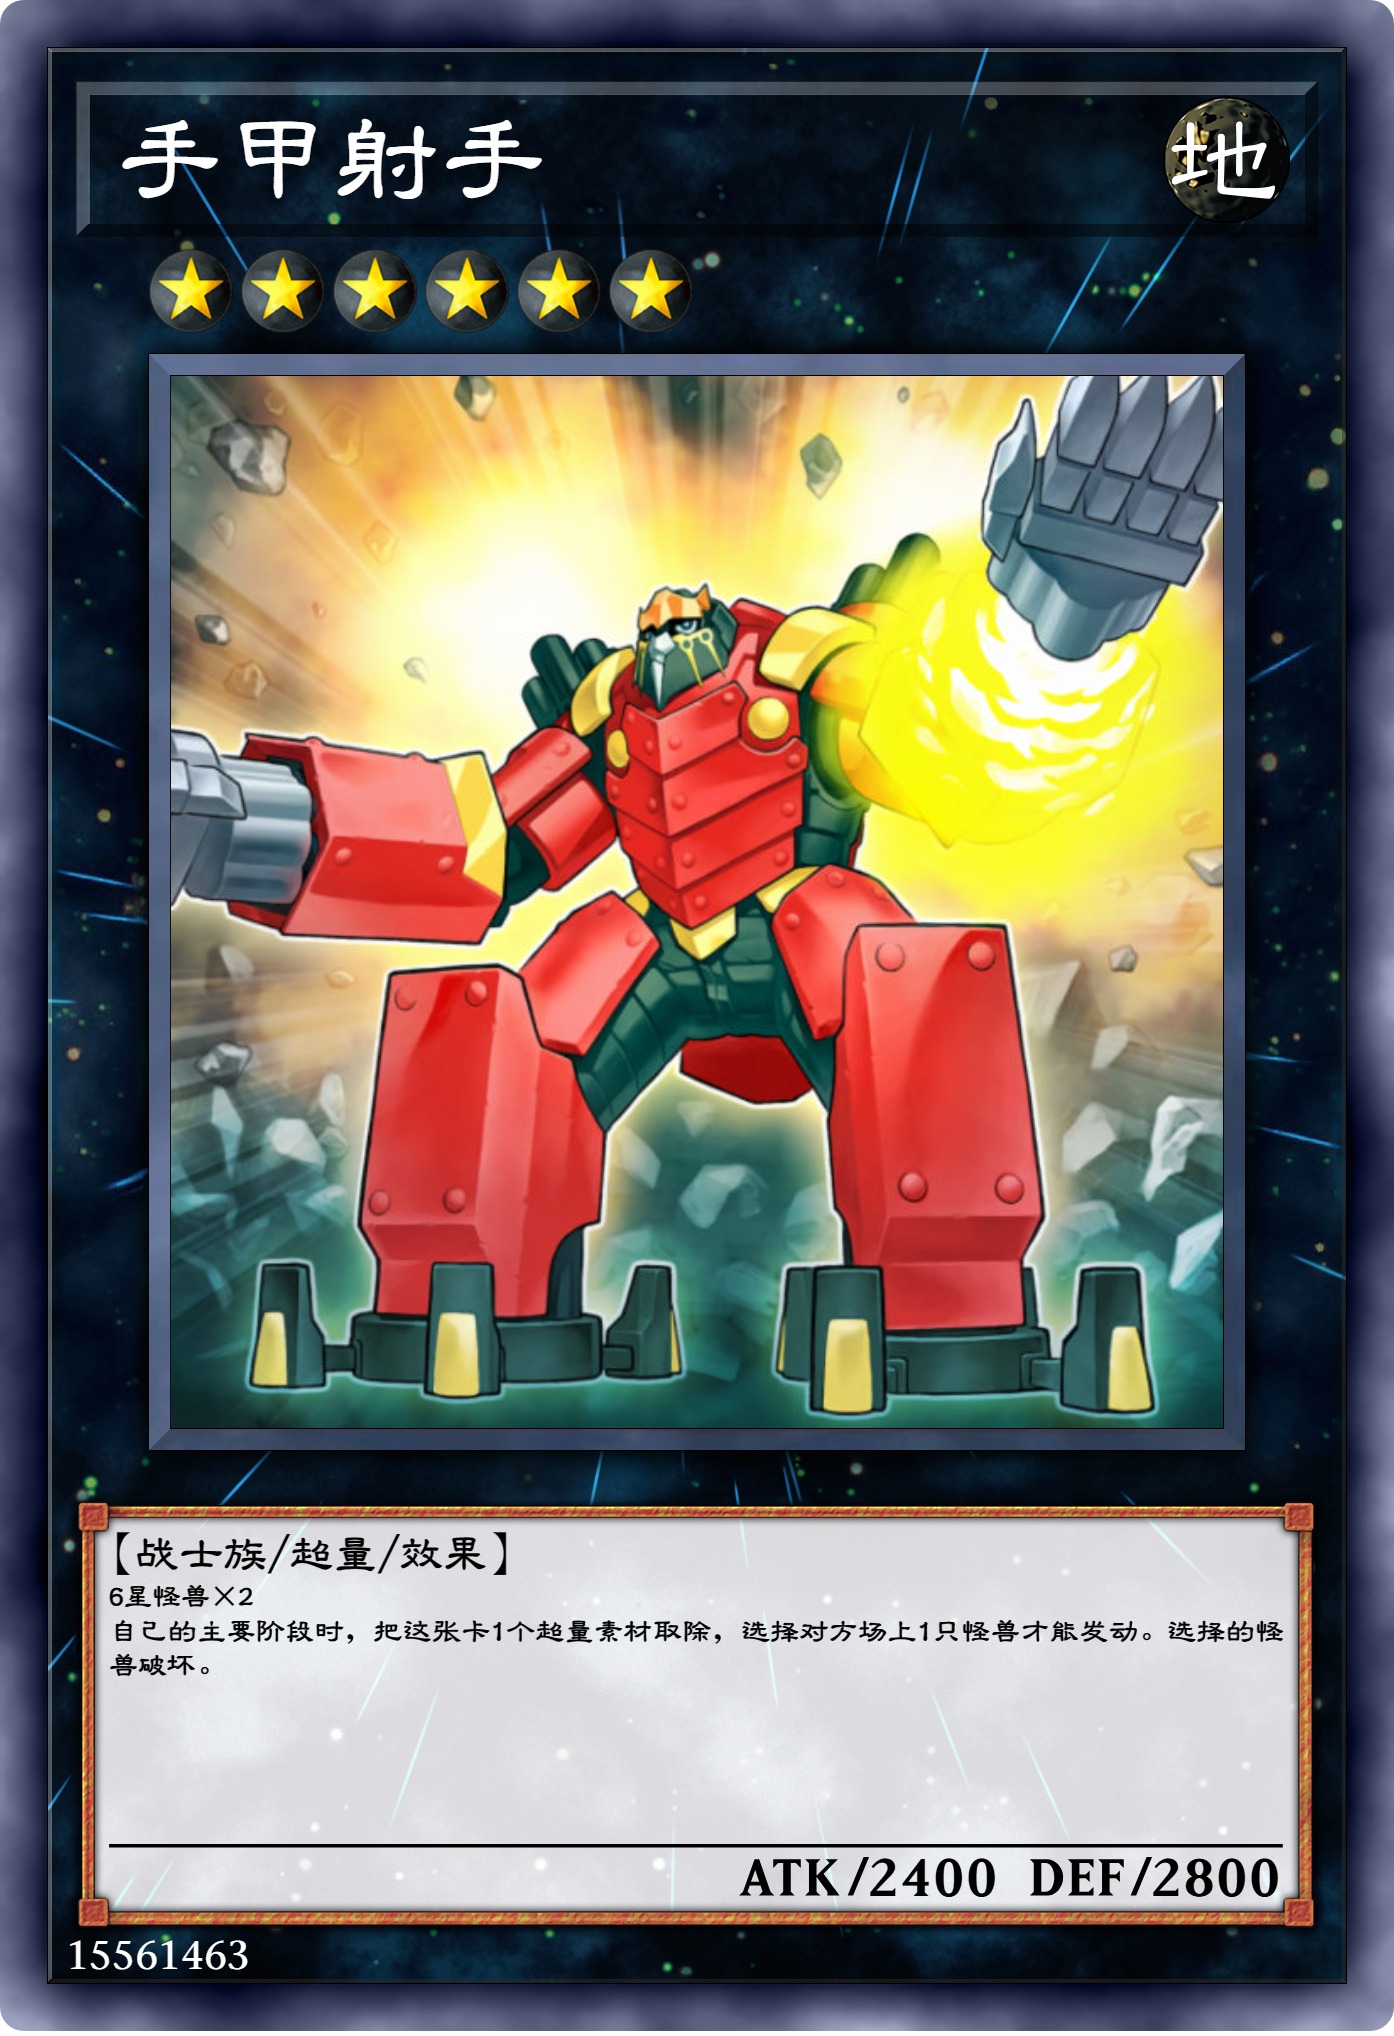 手甲射手
地
【战士族/超量/效果】
6星怪兽×2
自己的主要阶段时，把这张卡1个超量素材取除，选择对方场上1只怪兽才能发动。选择的怪
兽破坏。
ATK/2400 DEF/2800
15561463